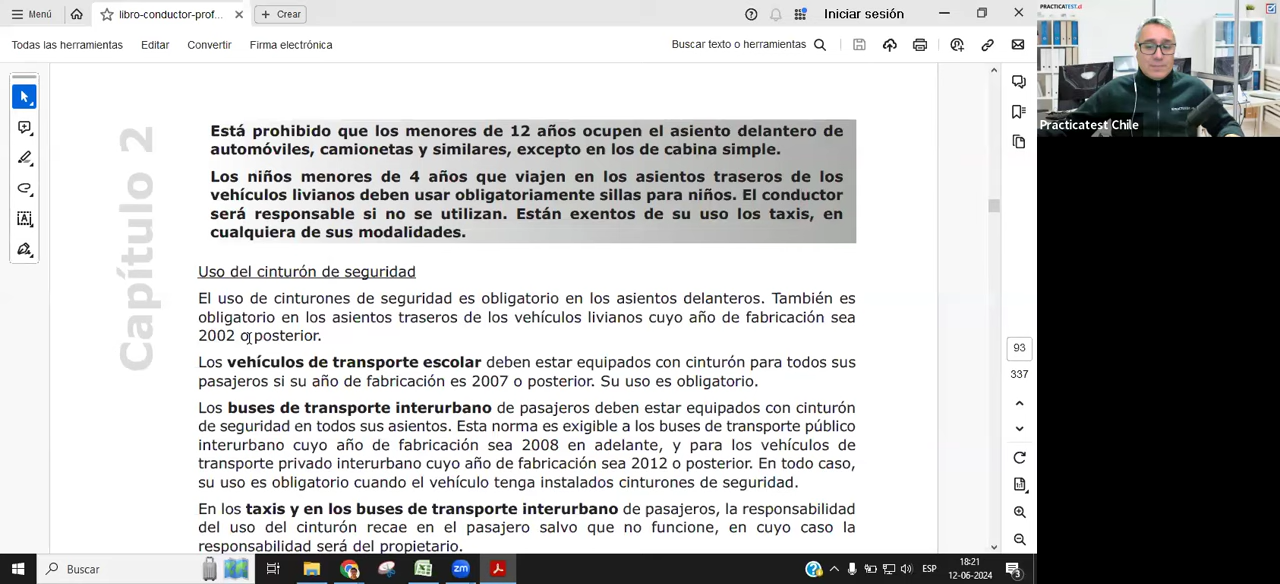 Menú
libro-conductor-prof...
Crear
Iniciar sesión
Todas las herramientas
Editar
Convertir
Firma electrónica
Buscar texto o herramientas
PRACTICATEST.cl
Practicatest Chile
Capítulo 2
Está prohibido que los menores de 12 años ocupen el asiento delantero de
automóviles, camionetas y similares, excepto en los de cabina simple.
Los niños menores de 4 años que viajen en los asientos traseros de los
vehículos livianos deben usar obligatoriamente sillas para niños. El conductor
será responsable si no se utilizan. Están exentos de su uso los taxis, en
cualquiera de sus modalidades.
Uso del cinturón de seguridad
El uso de cinturones de seguridad es obligatorio en los asientos delanteros. También es
obligatorio en los asientos traseros de los vehículos livianos cuyo año de fabricación sea
2002 o posterior.
Los vehículos de transporte escolar deben estar equipados con cinturón para todos sus
pasajeros si su año de fabricación es 2007 o posterior. Su uso es obligatorio.
Los buses de transporte interurbano de pasajeros deben estar equipados con cinturón
de seguridad en todos sus asientos. Esta norma es exigible a los buses de transporte público
interurbano cuyo año de fabricación sea 2008 en adelante, y para los vehículos de
transporte privado interurbano cuyo año de fabricación sea 2012 o posterior. En todo caso,
su uso es obligatorio cuando el vehículo tenga instalados cinturones de seguridad.
En los taxis y en los buses de transporte interurbano de pasajeros, la responsabilidad
del uso del cinturón recae en el pasajero salvo que no funcione, en cuyo caso la
responsabilidad será del propietario.
93
337
Buscar
zm
ESP
18:21
12-06-2024
3